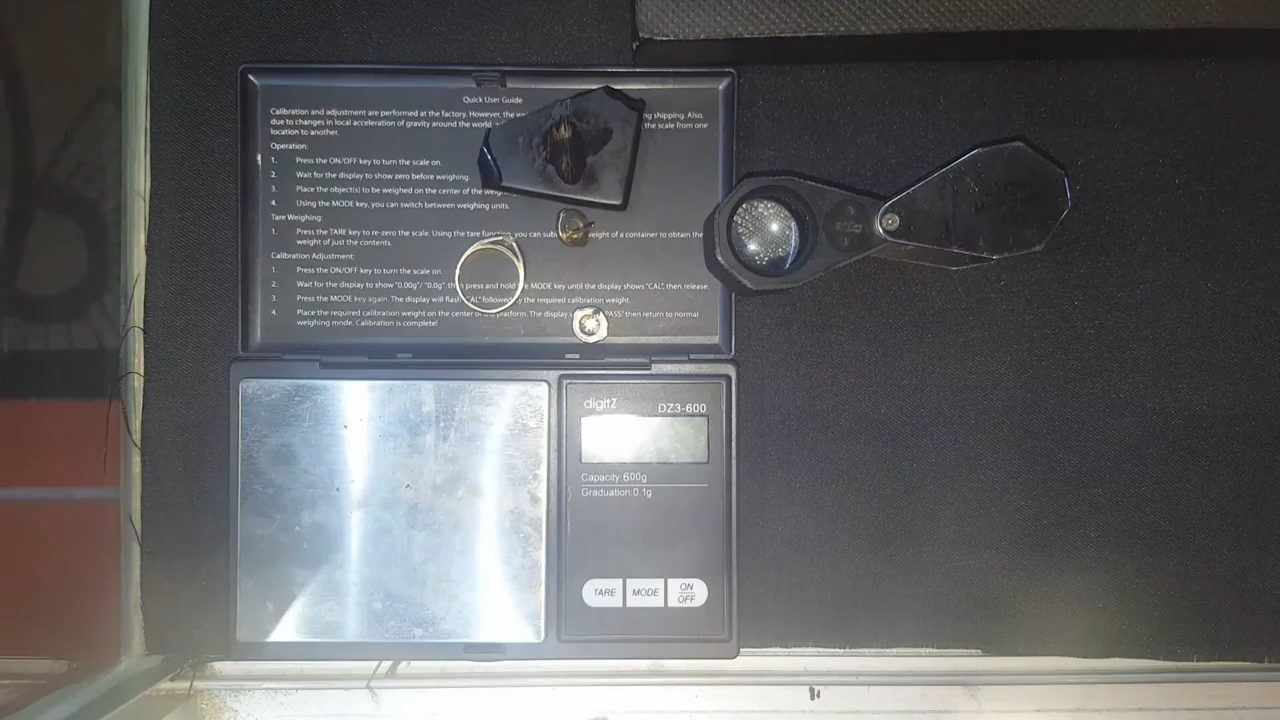 Quick User Guide
Calibration and adjustment are performed at the factory. However, the ng shipping. Also,
due to changes in local acceleration of gravity around the world, the scale from one
location to another.
Operation:
1. Press the ON/OFF key to turn the scale on.
2. Wait for the display to show zero before weighing.
3. Place the object(s) to be weighed on the center of the
4. Using the MODE key, you can switch between weighing units.
Tare Weighing:
1. Press the TARE key to re-zero the scale. Using the tare function, you can weight of a container to obtain the
weight of just the contents.
Calibration Adjustment:
1. Press the ON/OFF key to turn the scale on.
2. Wait for the display to show "0.00g"/ "0.0g" press and hold MODE key until the display shows "CAL", then release.
3. Press the MODE key again. The display will flash "CAL" followed by the required calibration weight.
4. Place the required calibration weight on the center platform. The display PASS" then return to normal
weighing mode. Calibration is complete!
digitZ
DZ3-600
Capacity:600g
Graduation:0.1g
TARE MODE ON
OFF